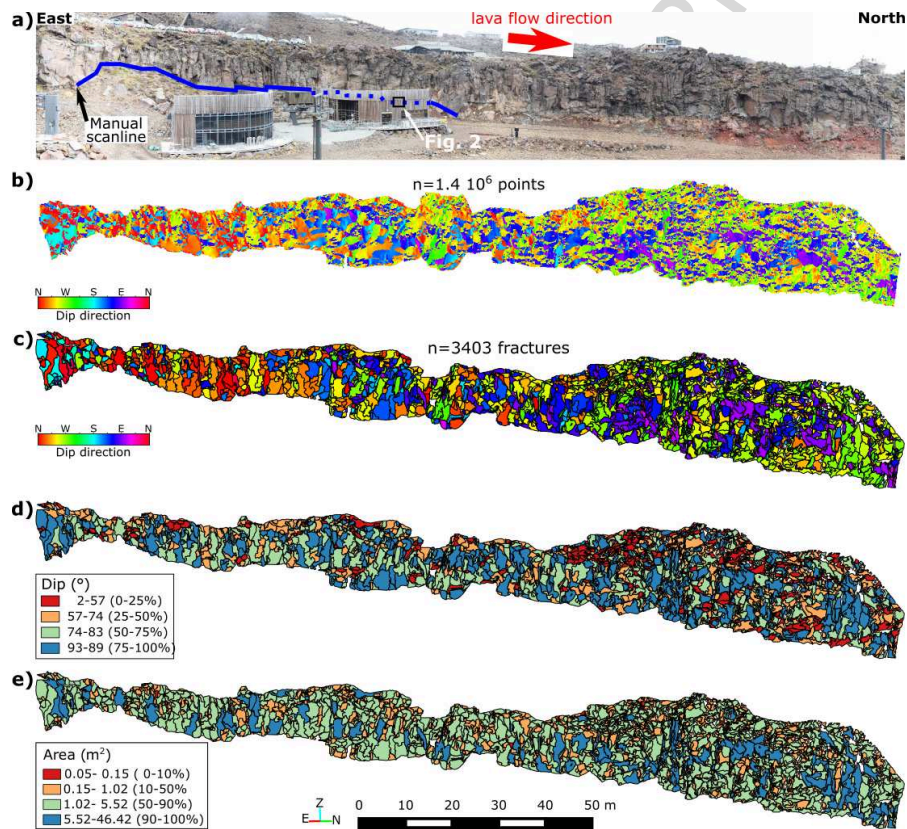 a)
East
lava flow direction
North
Manual
scanline
Fig. 2
b)
n=1.4 10⁶ points
N W S E N
Dip direction
c)
n=3403 fractures
N W S E N
Dip direction
d)
Dip (°)
2-57 (0-25%)
57-74 (25-50%)
74-83 (50-75%)
93-89 (75-100%)
e)
Area (m²)
0.05- 0.15 ( 0-10%)
0.15- 1.02 (10-50%
1.02- 5.52 (50-90%)
5.52-46.42 (90-100%)
Z
E N
0 10 20 30 40 50 m